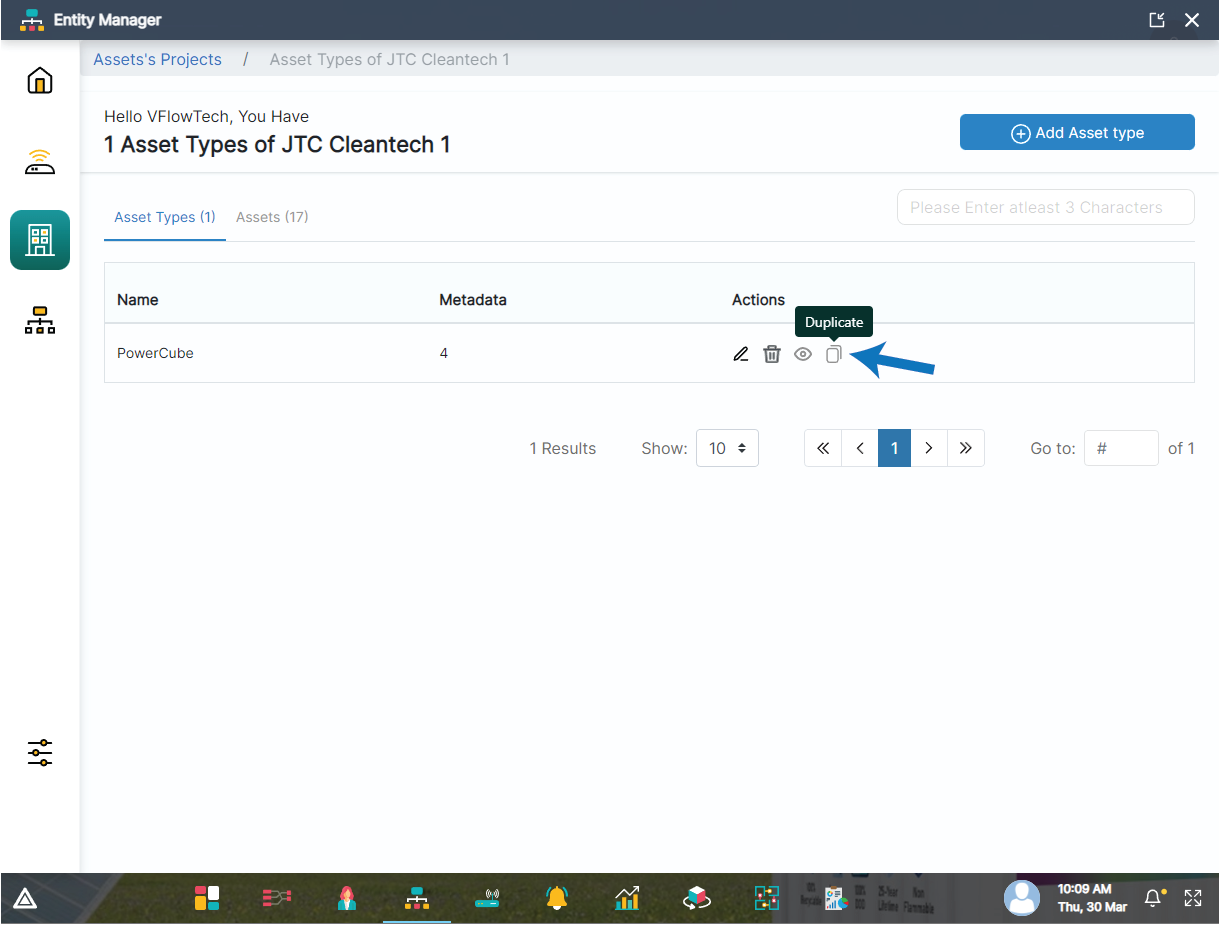 Entity Manager
Assets's Projects / Asset Types of JTC Cleantech 1
Hello VFlowTech, You Have
1 Asset Types of JTC Cleantech 1
Add Asset type
Asset Types (1) Assets (17)
Please Enter atleast 3 Characters
Name Metadata Actions
Duplicate
PowerCube 4
1 Results Show: 10 « ‹ 1 › » Go to: # of 1
10:09 AM
Thu, 30 Mar